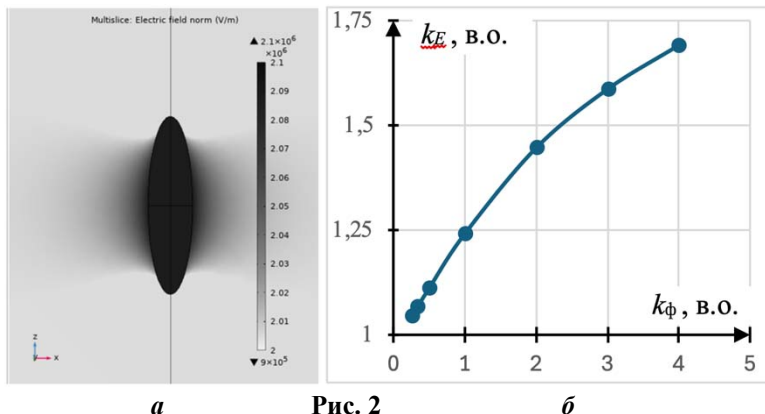 Multislice: Electric field norm (V/m)
▲ 2.1×10⁶
×10⁶
2.1
2.09
2.08
2.07
2.06
2.05
2.04
2.03
2.02
2.01
2
▼ 9×10⁵
z
y x
kE , в.о.
1,75
1,5
1,25
1
0 1 2 3 4 5
kф , в.о.
а Рис. 2 б